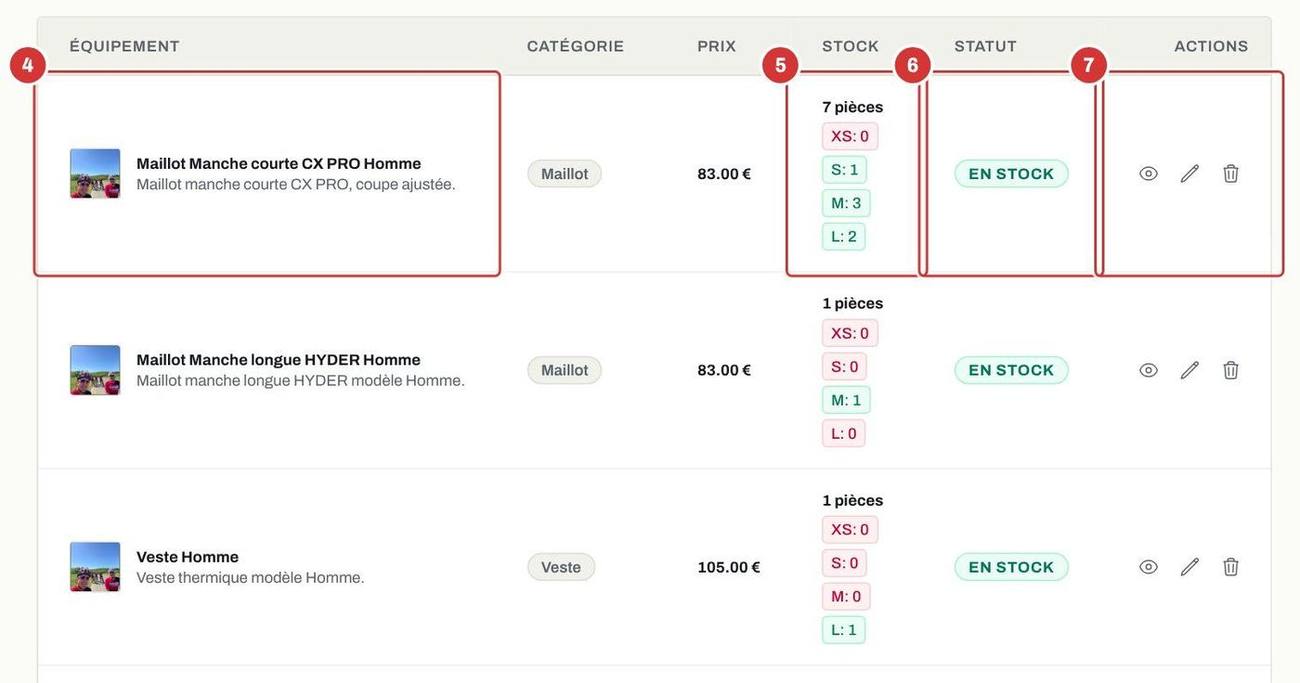 ÉQUIPEMENT CATÉGORIE PRIX STOCK STATUT ACTIONS
4 5 6 7
7 pièces
XS: 0
Maillot Manche courte CX PRO Homme
Maillot manche courte CX PRO, coupe ajustée.
Maillot
83.00 €
S: 1
EN STOCK
M: 3
L: 2
1 pièces
XS: 0
Maillot Manche longue HYDER Homme
Maillot manche longue HYDER modèle Homme.
Maillot
83.00 €
S: 0
EN STOCK
M: 1
L: 0
1 pièces
XS: 0
Veste Homme
Veste thermique modèle Homme.
Veste
105.00 €
S: 0
EN STOCK
M: 0
L: 1